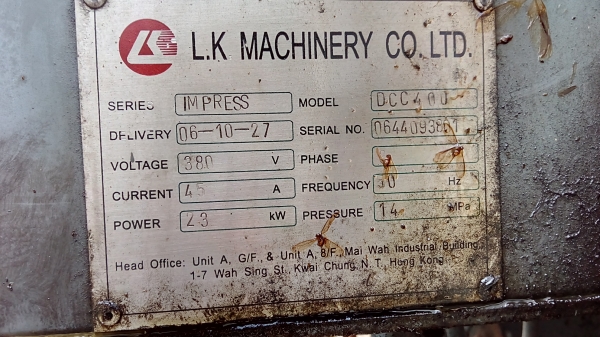 LK
L.K MACHINERY CO. LTD.
SERIES IMPRESS MODEL DCC400
DELIVERY 06-10-27 SERIAL NO.
VOLTAGE 380 V PHASE
CURRENT 45 A FREQUENCY Hz
POWER kW PRESSURE 14 MPa
Head Office: Unit A, G/F., & Unit A, 8/F., Mai Wah Industrial Building,
1-7 Wah Sing St., Kwai Chung, N.T., Hong Kong.